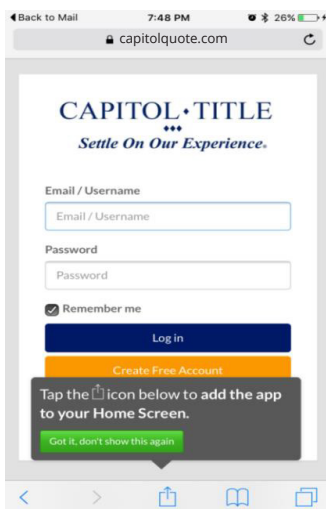 Back to Mail 7:48 PM 26%
capitolquote.com
CAPITOL•TITLE
Settle On Our Experience.
Email / Username
Email / Username
Password
Password
Remember me
Log in
Create Free Account
Tap the icon below to add the app
to your Home Screen.
Got it, don't show this again